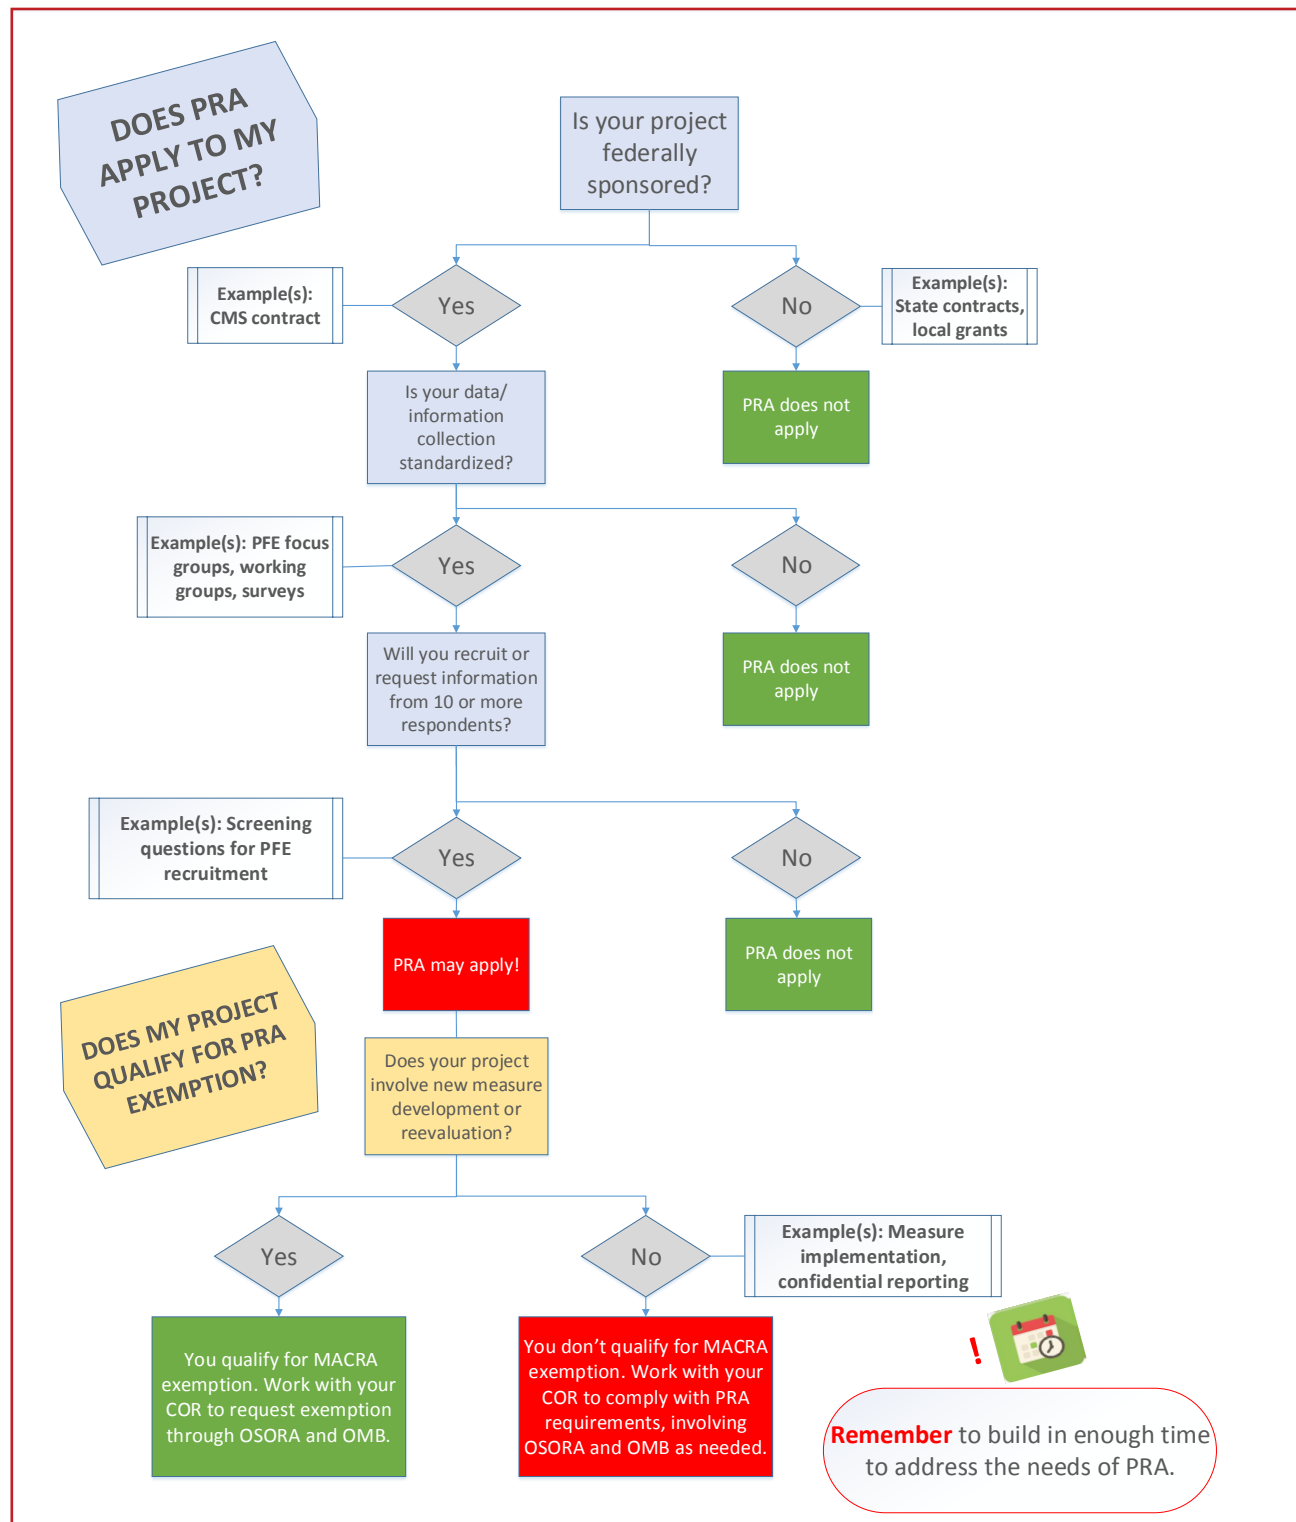 DOES PRA
APPLY TO MY
PROJECT?
Is your project
federally
sponsored?
Example(s):
CMS contract
Yes
No
Example(s):
State contracts,
local grants
Is your data/
information
collection
standardized?
PRA does not
apply
Example(s): PFE focus
groups, working
groups, surveys
Yes
No
Will you recruit or
request information
from 10 or more
respondents?
PRA does not
apply
Example(s): Screening
questions for PFE
recruitment
Yes
No
PRA may apply!
PRA does not
apply
DOES MY PROJECT
QUALIFY FOR PRA
EXEMPTION?
Does your project
involve new measure
development or
reevaluation?
Yes
No
Example(s): Measure
implementation,
confidential reporting
You qualify for MACRA
exemption. Work with your
COR to request exemption
through OSORA and OMB.
You don’t qualify for MACRA
exemption. Work with your
COR to comply with PRA
requirements, involving
OSORA and OMB as needed.
!
Remember to build in enough time
to address the needs of PRA.